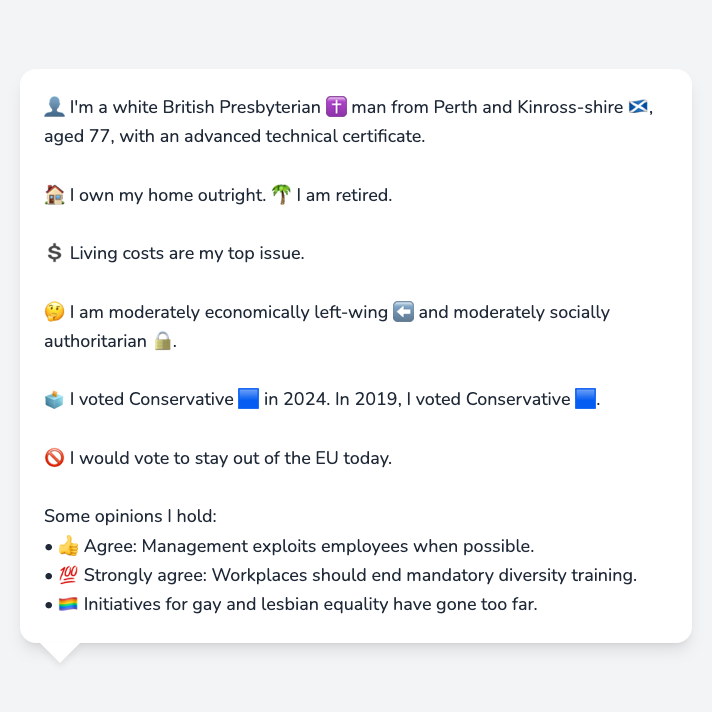 👤 I'm a white British Presbyterian ✝️ man from Perth and Kinross-shire 🏴󠁧󠁢󠁳󠁣󠁴󠁿,
aged 77, with an advanced technical certificate.
🏠 I own my home outright. 🌴 I am retired.
💲 Living costs are my top issue.
🤔 I am moderately economically left-wing ⬅️ and moderately socially
authoritarian 🔒.
🗳️ I voted Conservative 🟦 in 2024. In 2019, I voted Conservative 🟦.
🚫 I would vote to stay out of the EU today.
Some opinions I hold:
• 👍 Agree: Management exploits employees when possible.
• 💯 Strongly agree: Workplaces should end mandatory diversity training.
• 🏳️‍🌈 Initiatives for gay and lesbian equality have gone too far.